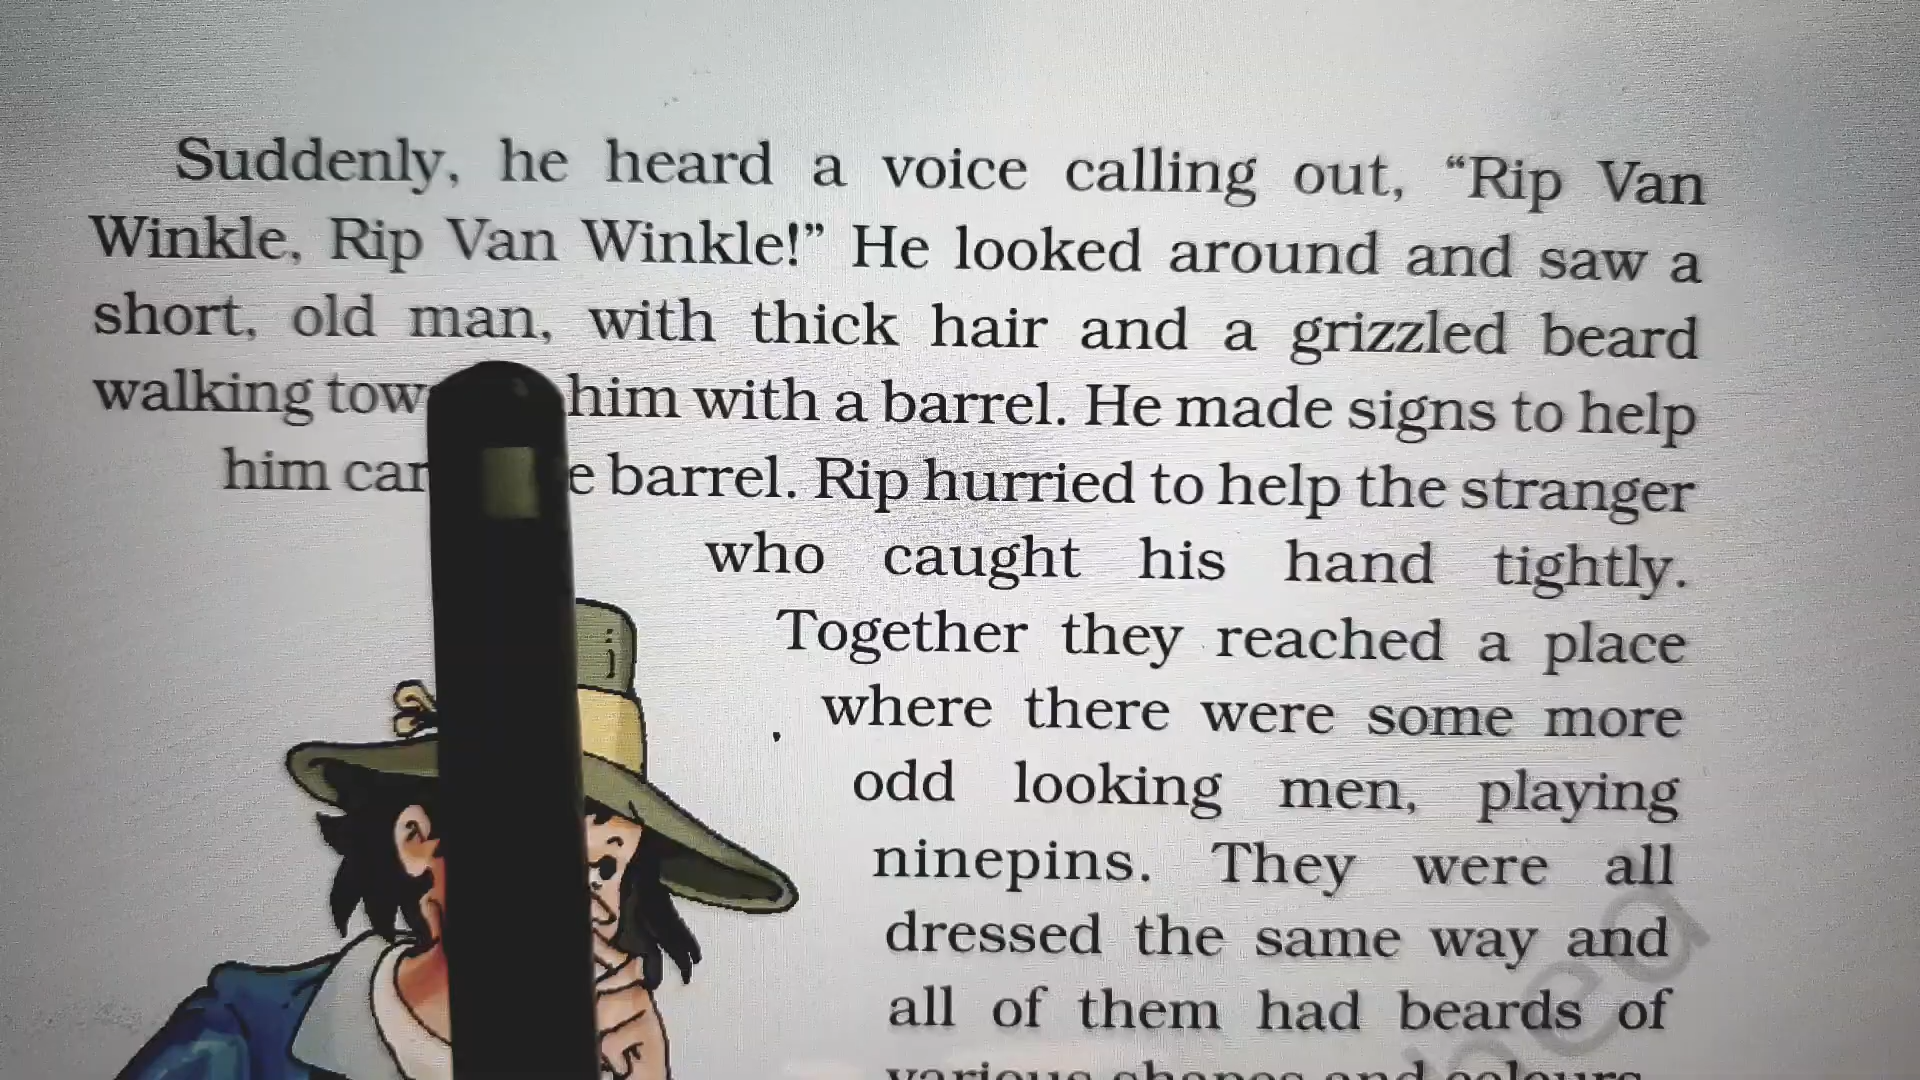 Suddenly, he heard a voice calling out, “Rip Van
Winkle, Rip Van Winkle!” He looked around and saw a
short, old man, with thick hair and a grizzled beard
walking him with a barrel. He made signs to help
him barrel. Rip hurried to help the stranger
who caught his hand tightly.
Together they reached a place
where there were some more
odd looking men, playing
ninepins. They were all
dressed the same way and
all of them had beards of
various shapes and colours.